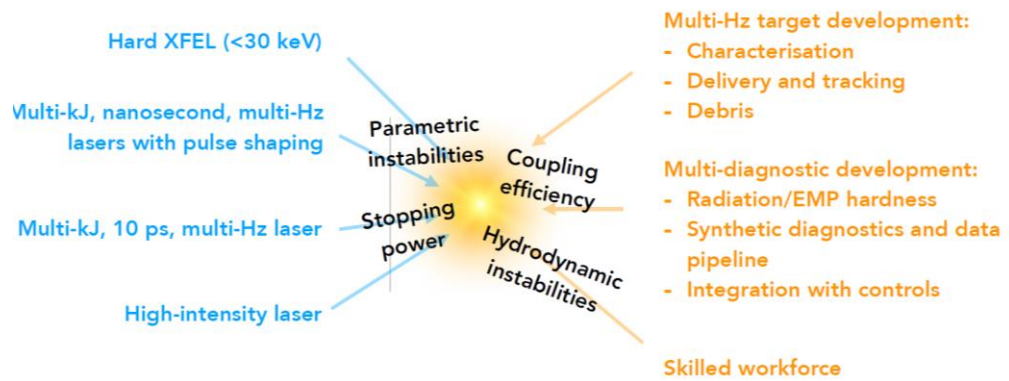 Hard XFEL (<30 keV)
Multi-kJ, nanosecond, multi-Hz
lasers with pulse shaping
Multi-kJ, 10 ps, multi-Hz laser
High-intensity laser
Parametric
instabilities
Coupling
efficiency
Stopping
power
Hydrodynamic
instabilities
Multi-Hz target development:
- Characterisation
- Delivery and tracking
- Debris
Multi-diagnostic development:
- Radiation/EMP hardness
- Synthetic diagnostics and data
pipeline
- Integration with controls
Skilled workforce